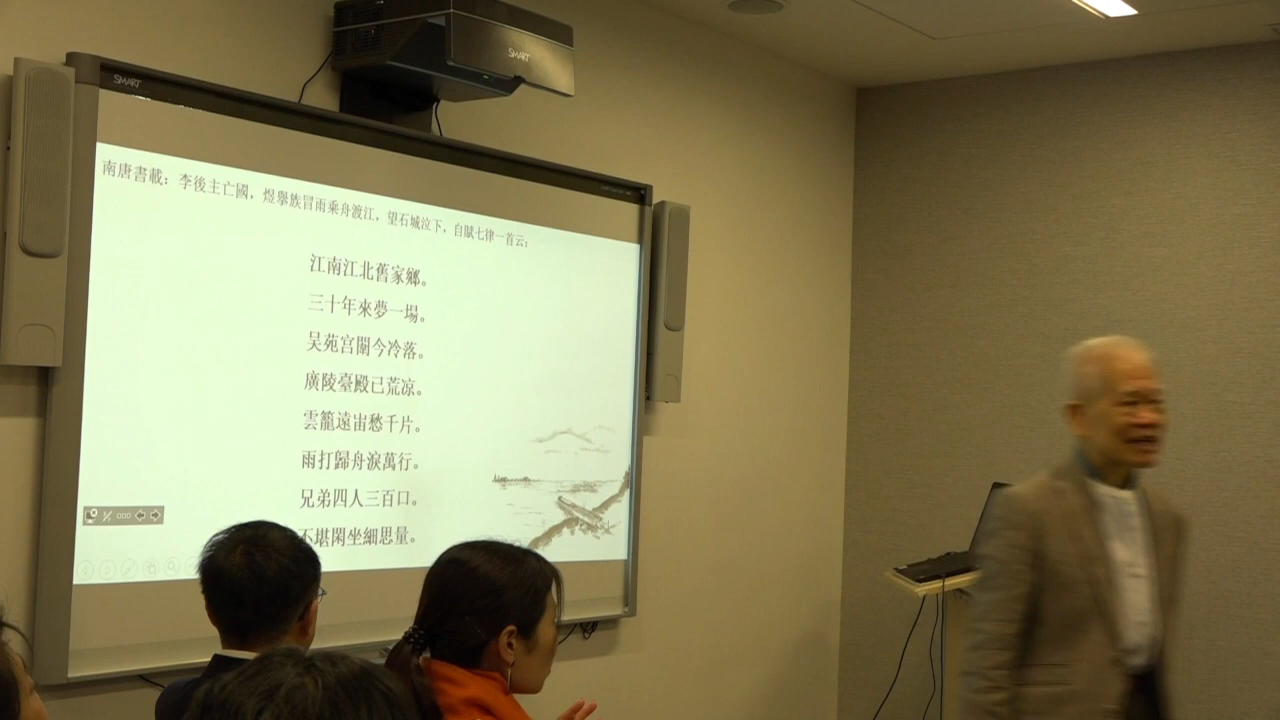 SMART
SMART
南唐書載：李後主亡國，煜擧族冒雨乘舟渡江，望石城泣下，自賦七律一首云：
江南江北舊家鄉。
三十年來夢一場。
吴苑宫闈今冷落。
廣陵臺殿已荒凉。
雲籠遠岫愁千片。
雨打歸舟淚萬行。
兄弟四人三百口。
不堪閑坐細思量。